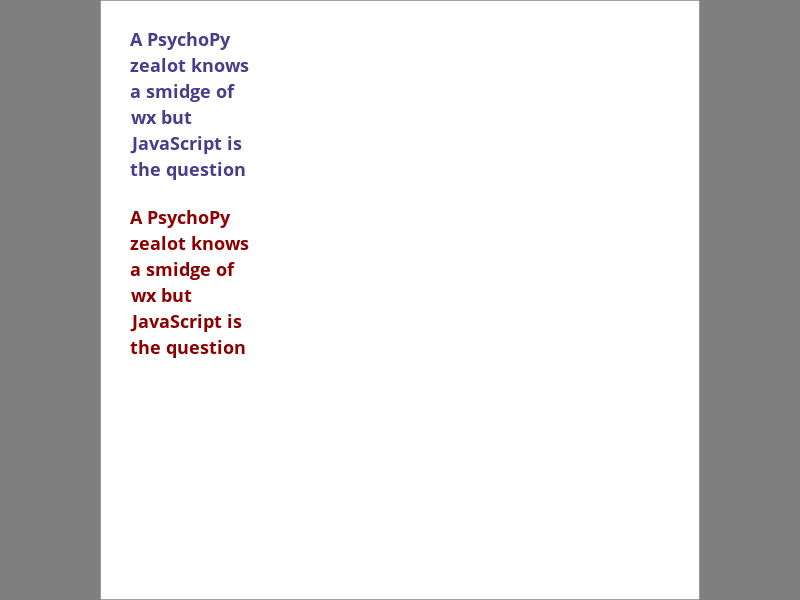 A PsychoPy
zealot knows
a smidge of
wx but
JavaScript is
the question
A PsychoPy
zealot knows
a smidge of
wx but
JavaScript is
the question